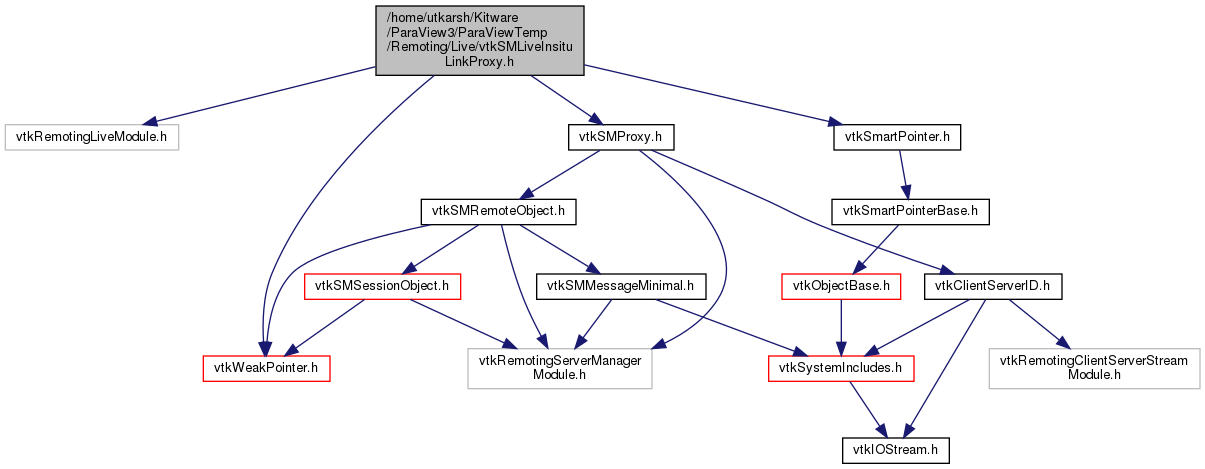 /home/utkarsh/Kitware
/ParaView3/ParaViewTemp
/Remoting/Live/vtkSMLiveInsitu
LinkProxy.h
vtkRemotingLiveModule.h
vtkSMProxy.h
vtkSmartPointer.h
vtkSMRemoteObject.h
vtkSmartPointerBase.h
vtkSMSessionObject.h
vtkSMMessageMinimal.h
vtkObjectBase.h
vtkClientServerID.h
vtkWeakPointer.h
vtkRemotingServerManager
Module.h
vtkSystemIncludes.h
vtkRemotingClientServerStream
Module.h
vtkIOStream.h